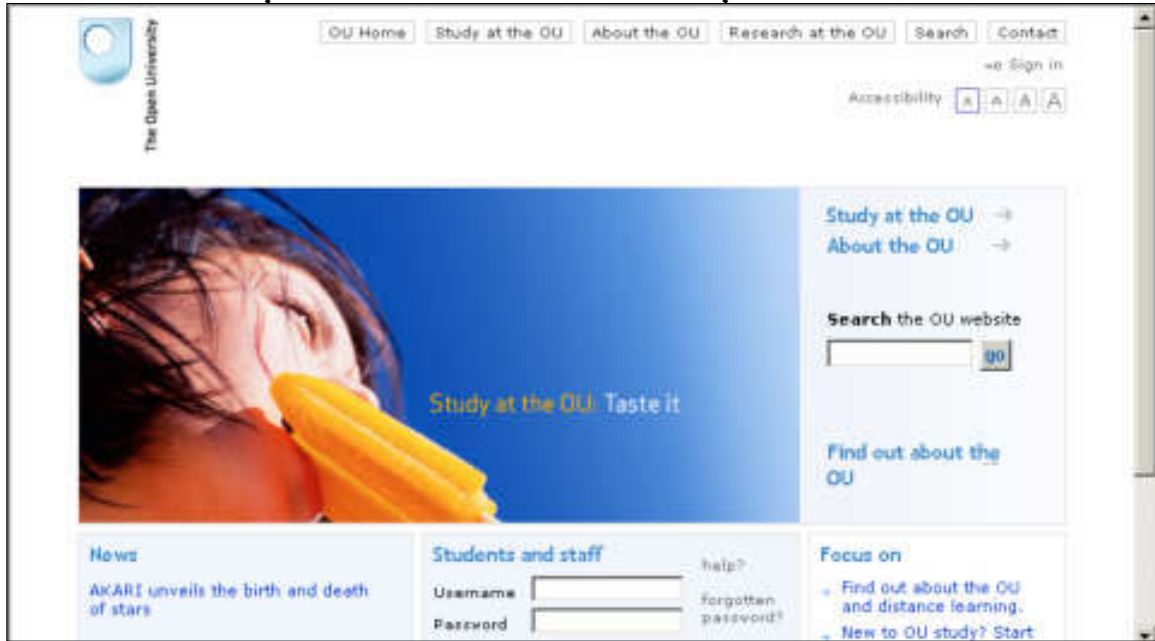 The Open University
OU Home Study at the OU About the OU Research at the OU Search Contact
Sign in
Accessibility A A A A
Study at the OU →
About the OU →
Search the OU website
go
Study at the OU: Taste it
Find out about the
OU
News
AKARI unveils the birth and death
of stars
Students and staff
help?
Username
forgotten
password?
Password
Focus on
Find out about the OU
and distance learning.
New to OU study? Start